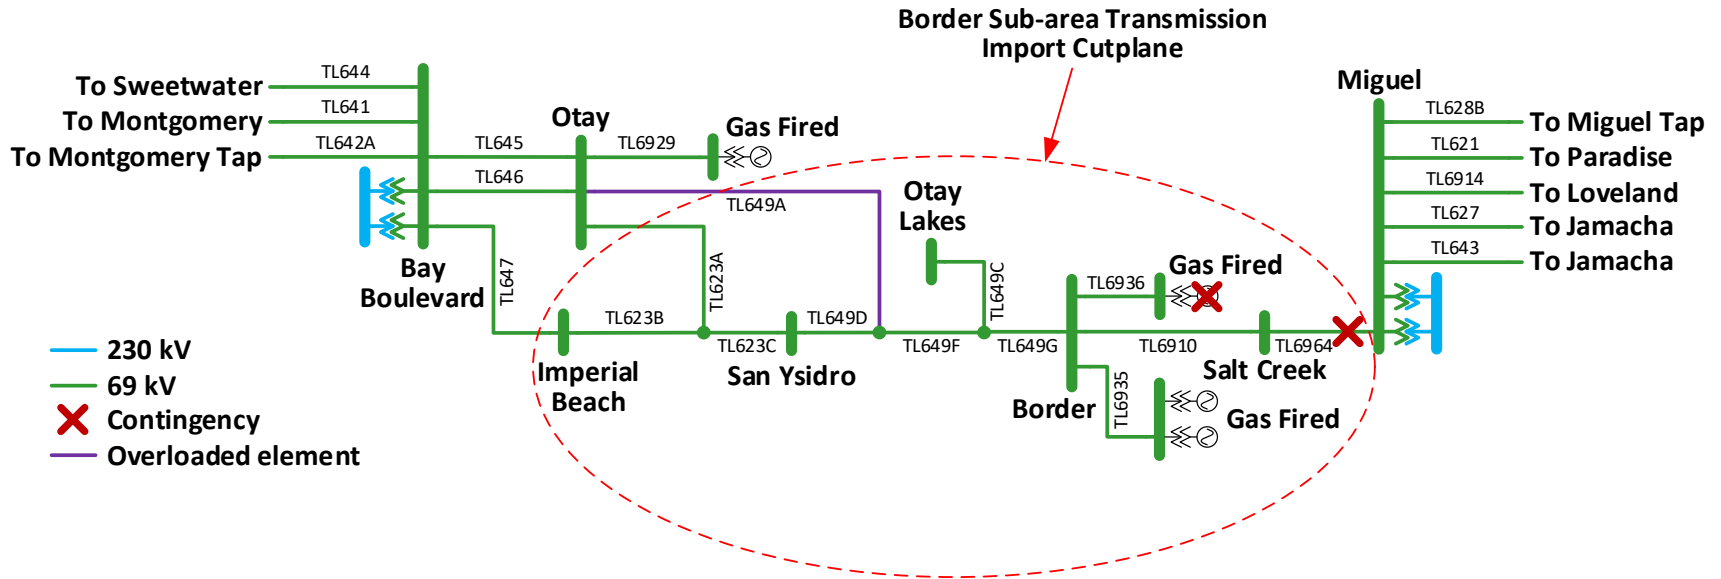 Border Sub-area Transmission
Import Cutplane
Miguel
To Sweetwater
TL644
To Montgomery
TL641
To Montgomery Tap
TL642A
TL645
TL646
Otay
TL6929
Gas Fired
TL649A
TL628B
To Miguel Tap
TL621
To Paradise
TL6914
To Loveland
TL627
To Jamacha
TL643
To Jamacha
Bay
Boulevard
TL647
TL623A
Otay
Lakes
TL649C
Gas Fired
TL6936
TL623B
TL649D
TL623C
TL649F
TL649G
TL6910
TL6964
Imperial
Beach
San Ysidro
Salt Creek
Border
TL6935
Gas Fired
230 kV
69 kV
Contingency
Overloaded element